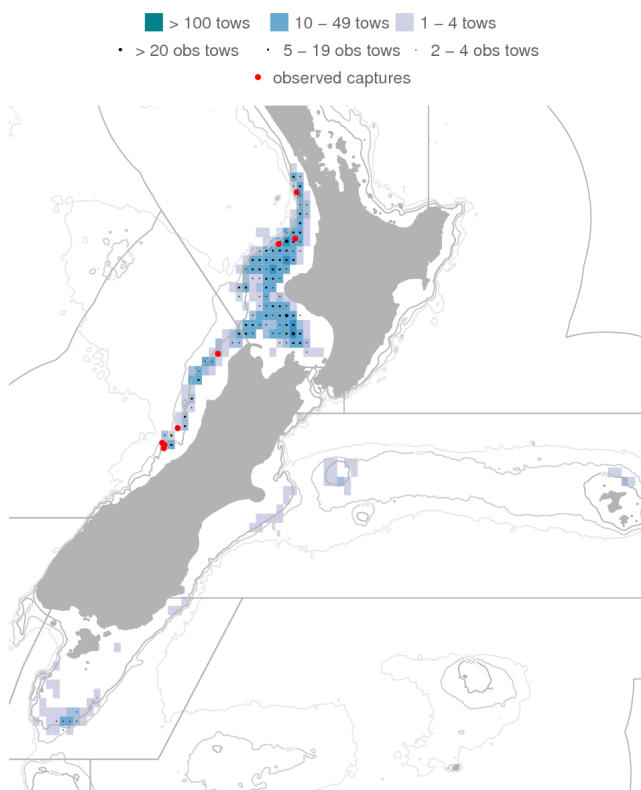 > 100 tows 10 − 49 tows 1 − 4 tows
> 20 obs tows 5 − 19 obs tows 2 − 4 obs tows
observed captures